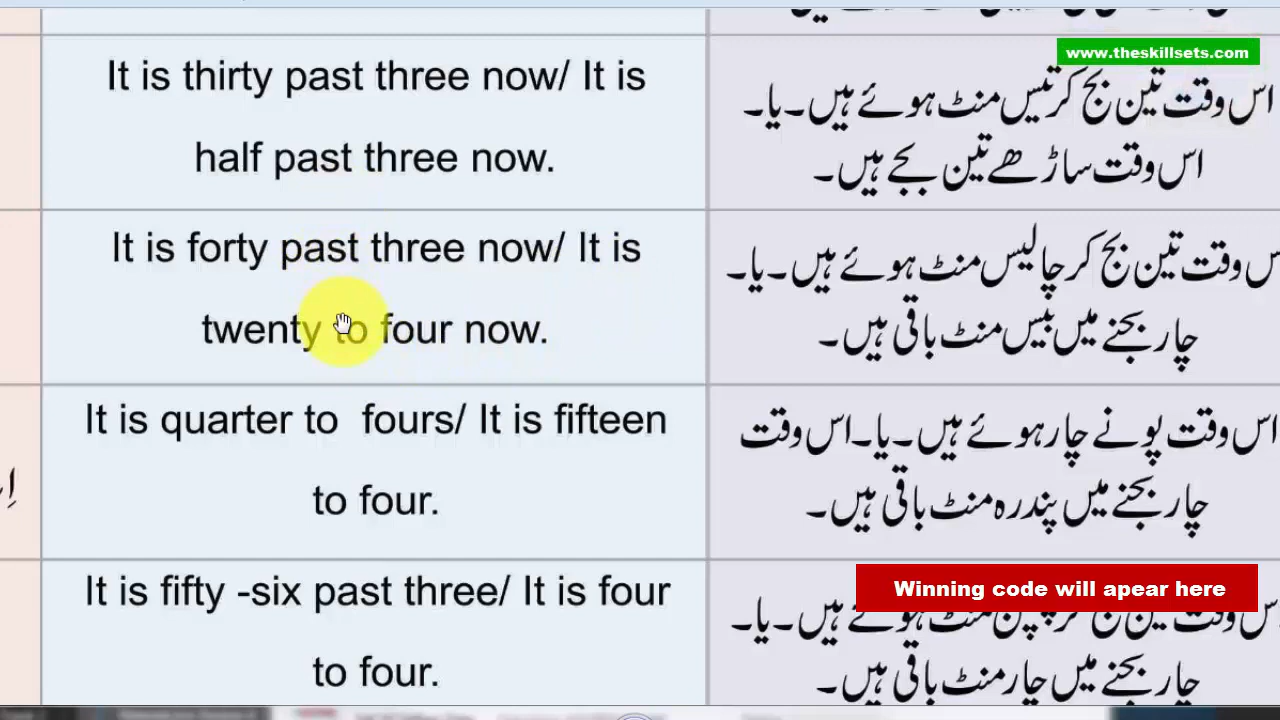 www.theskillsets.com
It is thirty past three now/ It is
half past three now.
اس وقت تین بج کر تیس منٹ ہوئے ہیں۔یا۔
اس وقت ساڑھے تین بجے ہیں۔
It is forty past three now/ It is
twenty to four now.
وقت تین بج کر چالیس منٹ ہوئے ہیں۔یا۔
چار بجنے میں بیس منٹ باقی ہیں۔
It is quarter to fours/ It is fifteen
to four.
اس وقت پونے چار ہوئے ہیں۔یا۔اس وقت
چار بجنے میں پندرہ منٹ باقی ہیں۔
It is fifty -six past three/ It is four
to four.
Winning code will apear here
ہوئے ہیں۔یا۔
چار بجنے میں چار منٹ باقی ہیں۔